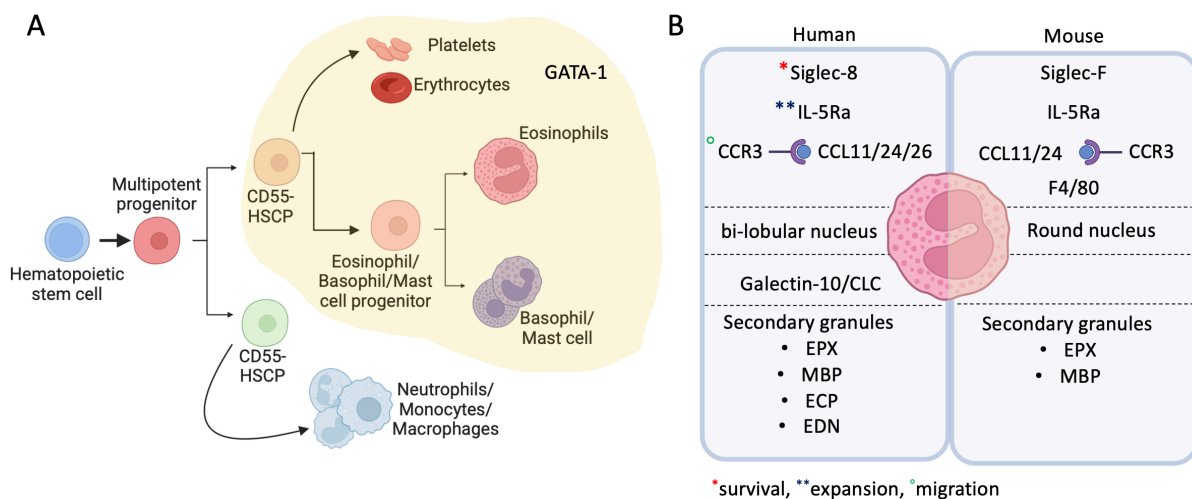 A
Platelets
Erythrocytes
GATA-1
Eosinophils
Multipotent
progenitor
CD55-
HSCP
Hematopoietic
stem cell
Eosinophil/
Basophil/Mast
cell progenitor
Basophil/
Mast cell
CD55-
HSCP
Neutrophils/
Monocytes/
Macrophages
B
Human
*Siglec-8
**IL-5Ra
°CCR3 CCL11/24/26
bi-lobular nucleus
Galectin-10/CLC
Secondary granules
• EPX
• MBP
• ECP
• EDN
Mouse
Siglec-F
IL-5Ra
CCL11/24 CCR3
F4/80
Round nucleus
Secondary granules
• EPX
• MBP
*survival, **expansion, °migration